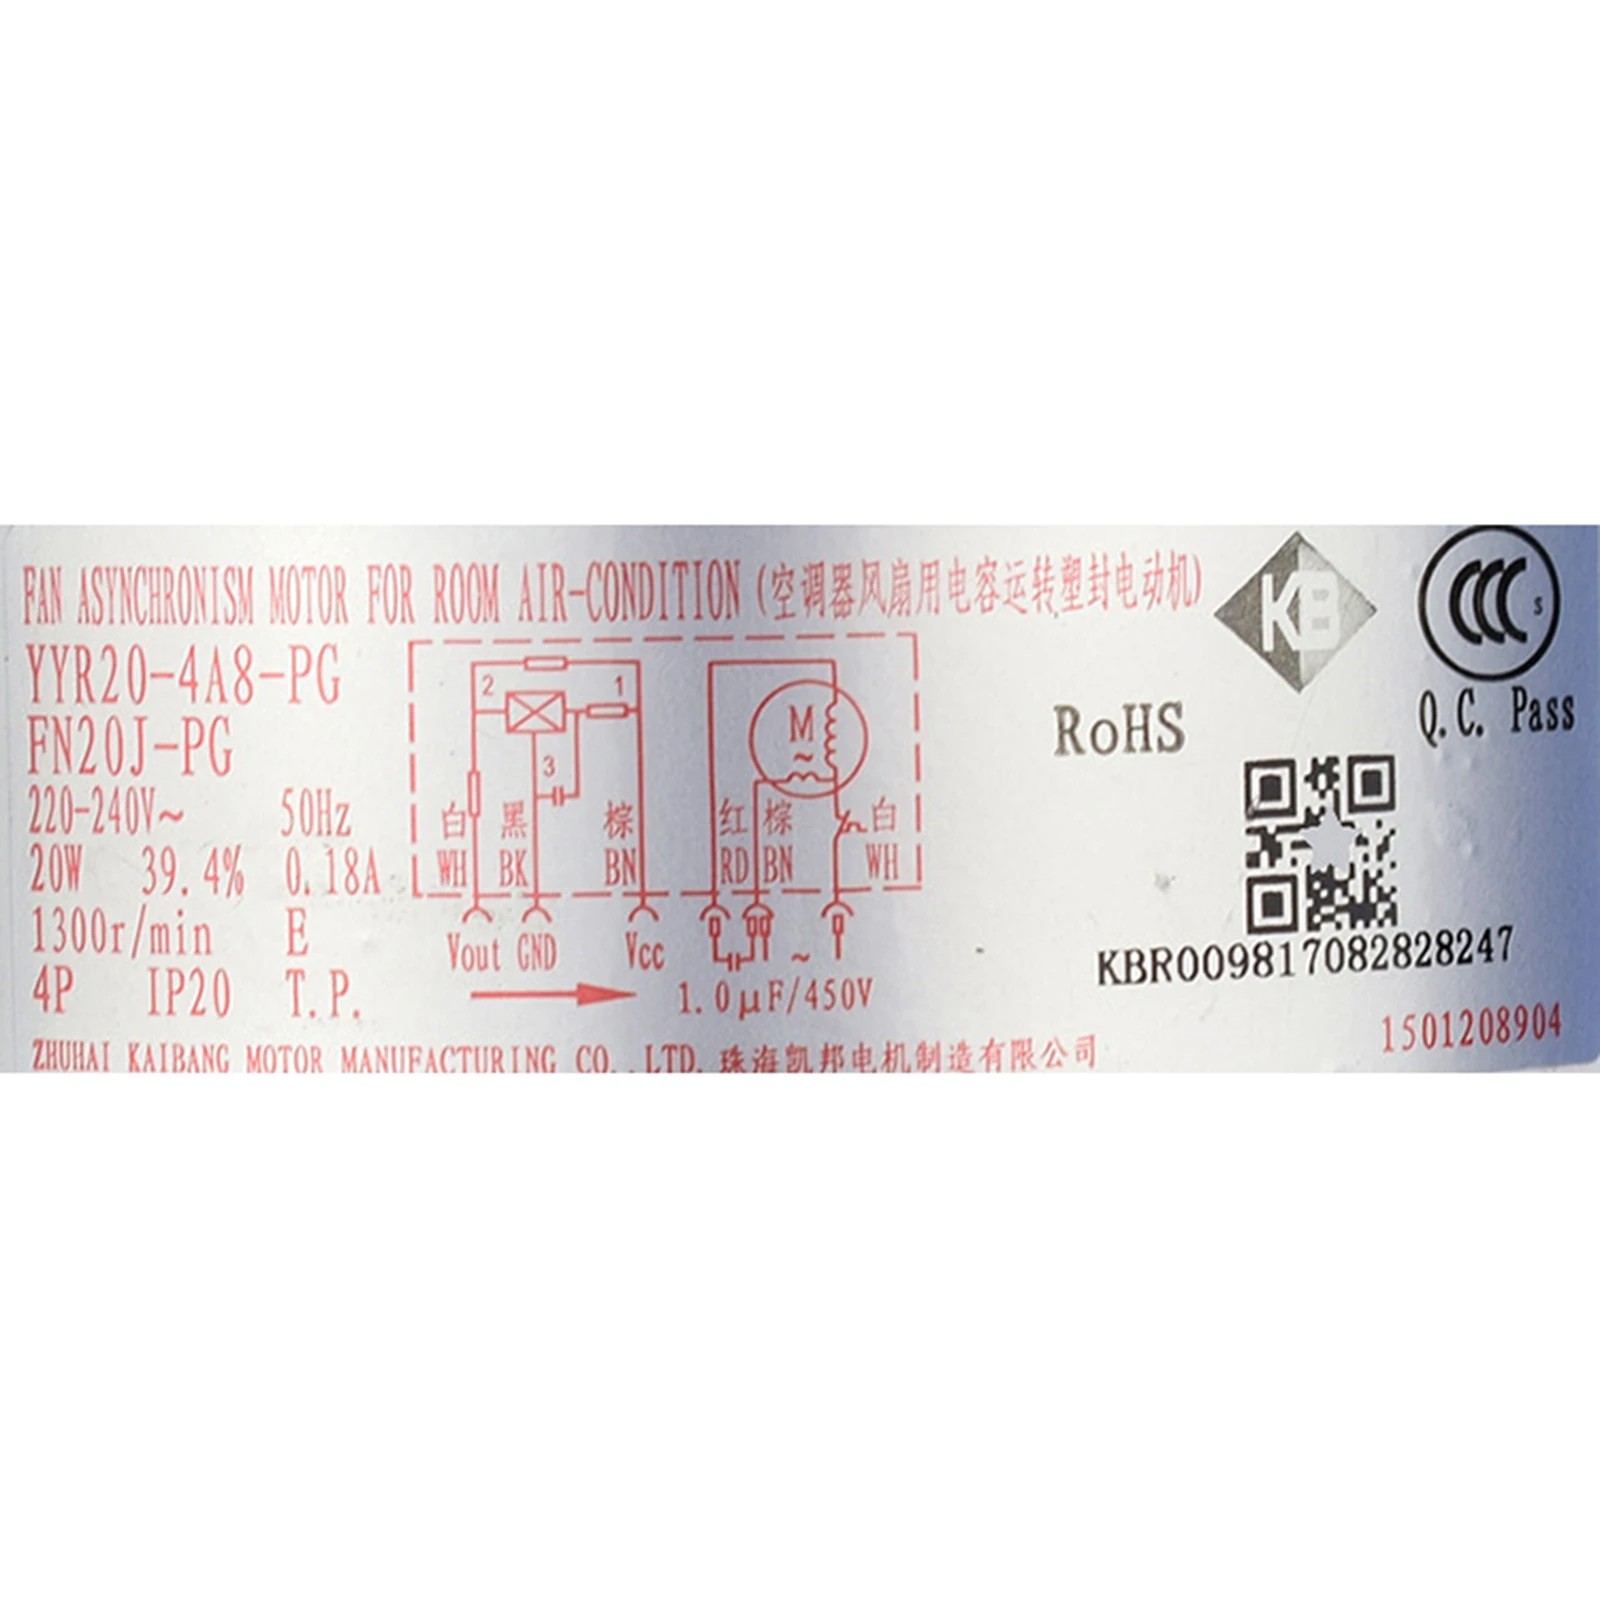 FAN ASYNCHRONISM MOTOR FOR ROOM AIR-CONDITION (空调器风扇用电容运转塑封电动机)
KB
CCC S
YYR20-4A8-PG
FN20J-PG
RoHS
Q.C. Pass
220-240V~ 50Hz
20W 39.4% 0.18A
1300r/min E
4P IP20 T.P.
2 1
3
M
~
白 黑 棕 红 棕 白
WH BK BN RD BN WH
Vout GND Vcc ~
1.0μF/450V
KBR009817082828247
1501208904
ZHUHAI KAIBANG MOTOR MANUFACTURING CO.,LTD. 珠海凯邦电机制造有限公司